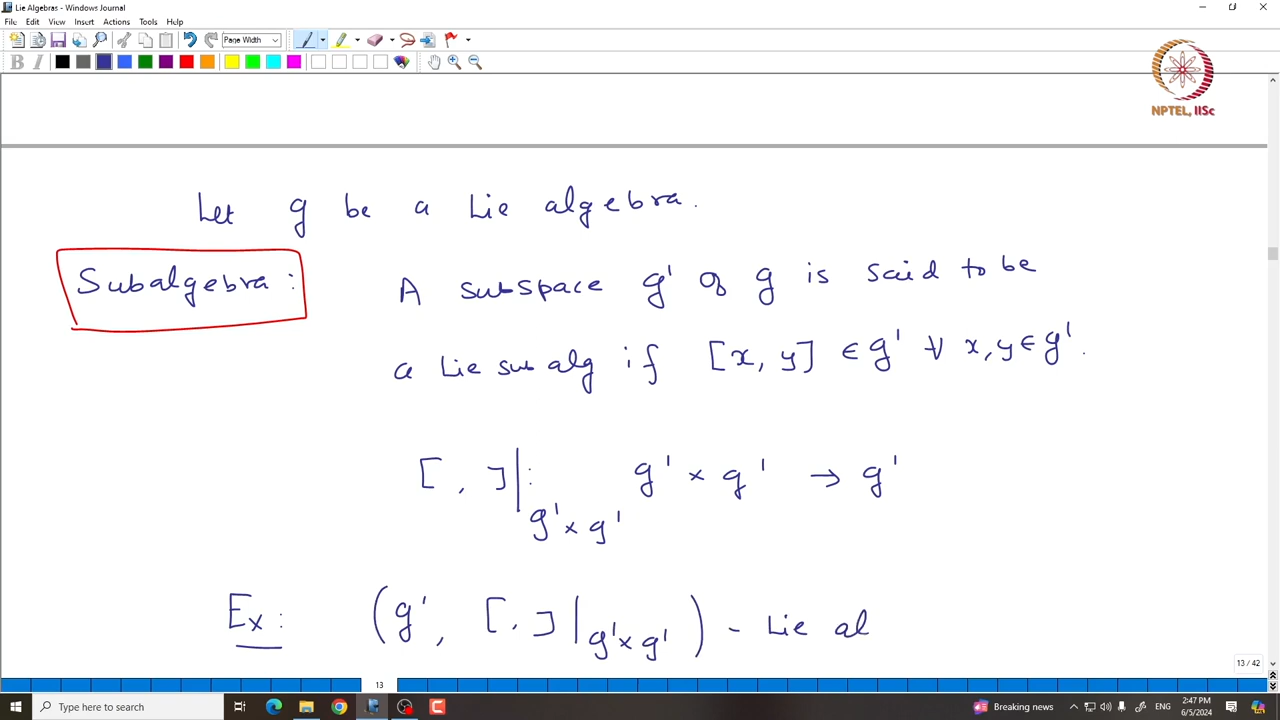 Lie Algebras - Windows Journal
File Edit View Insert Actions Tools Help
Page Width
B I
NPTEL, IISc
Let g be a Lie algebra.
Subalgebra: A subspace g' of g is said to be
a Lie sub alg if [x, y] ∈ g' ∀ x, y ∈ g'.
[ , ]|g'×g' : g' × g' → g'
Ex: (g', [ , ]|g'×g') - Lie al
13 / 42
13
Type here to search
Breaking news
2:47 PM
6/5/2024